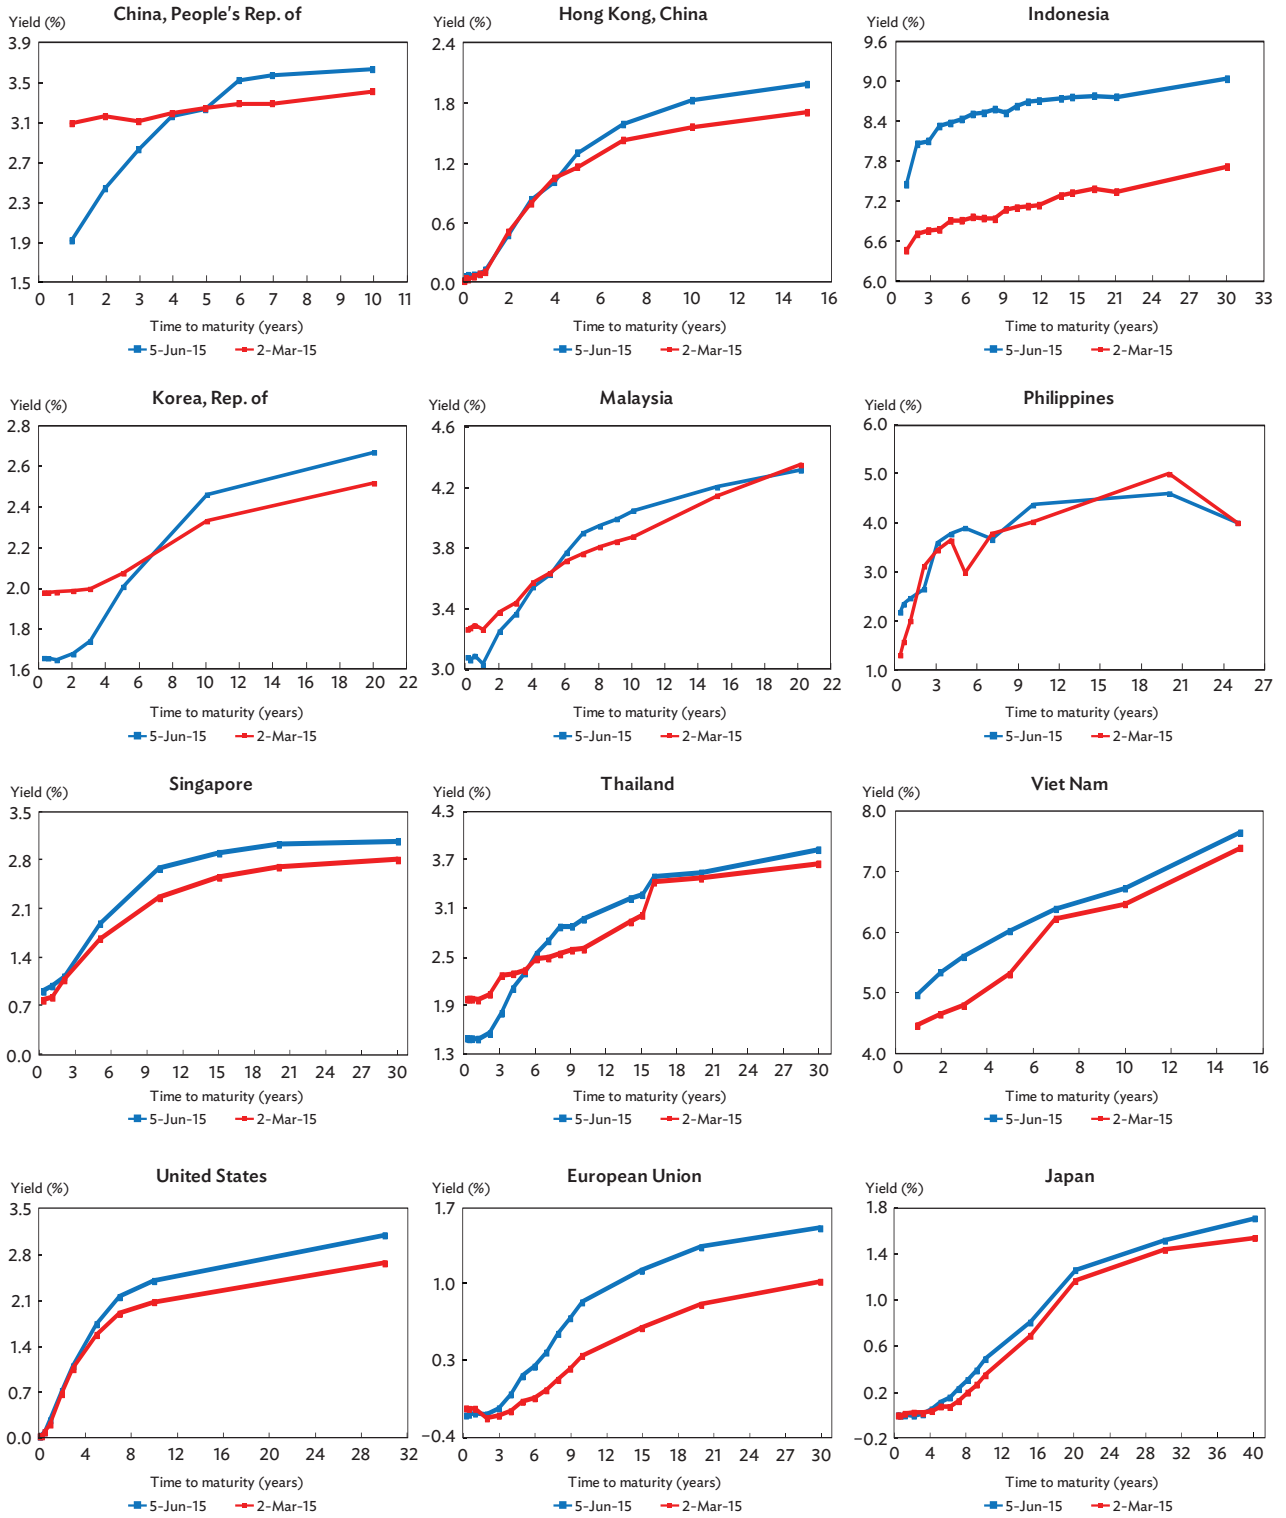 China, People's Rep. of
Yield (%)
3.9
3.5
3.1
2.7
2.3
1.9
1.5
0 1 2 3 4 5 6 7 8 9 10 11
Time to maturity (years)
5-Jun-15 2-Mar-15
Hong Kong, China
Yield (%)
2.4
1.8
1.2
0.6
0.0
0 2 4 6 8 10 12 14 16
Time to maturity (years)
5-Jun-15 2-Mar-15
Indonesia
Yield (%)
9.6
9.0
8.4
7.8
7.2
6.6
6.0
0 3 6 9 12 15 18 21 24 27 30 33
Time to maturity (years)
5-Jun-15 2-Mar-15
Korea, Rep. of
Yield (%)
2.8
2.6
2.4
2.2
2.0
1.8
1.6
0 2 4 6 8 10 12 14 16 18 20 22
Time to maturity (years)
5-Jun-15 2-Mar-15
Malaysia
Yield (%)
4.6
4.2
3.8
3.4
3.0
0 2 4 6 8 10 12 14 16 18 20 22
Time to maturity (years)
5-Jun-15 2-Mar-15
Philippines
Yield (%)
6.0
5.0
4.0
3.0
2.0
1.0
0 3 6 9 12 15 18 21 24 27
Time to maturity (years)
5-Jun-15 2-Mar-15
Singapore
Yield (%)
3.5
2.8
2.1
1.4
0.7
0.0
0 3 6 9 12 15 18 21 24 27 30
Time to maturity (years)
5-Jun-15 2-Mar-15
Thailand
Yield (%)
4.3
3.7
3.1
2.5
1.9
1.3
0 3 6 9 12 15 18 21 24 27 30
Time to maturity (years)
5-Jun-15 2-Mar-15
Viet Nam
Yield (%)
8.0
7.0
6.0
5.0
4.0
0 2 4 6 8 10 12 14 16
Time to maturity (years)
5-Jun-15 2-Mar-15
United States
Yield (%)
3.5
2.8
2.1
1.4
0.7
0.0
0 4 8 12 16 20 24 28 32
Time to maturity (years)
5-Jun-15 2-Mar-15
European Union
Yield (%)
1.7
1.0
0.3
−0.4
0 3 6 9 12 15 18 21 24 27 30
Time to maturity (years)
5-Jun-15 2-Mar-15
Japan
Yield (%)
1.8
1.4
1.0
0.6
0.2
−0.2
0 4 8 12 16 20 24 28 32 36 40
Time to maturity (years)
5-Jun-15 2-Mar-15